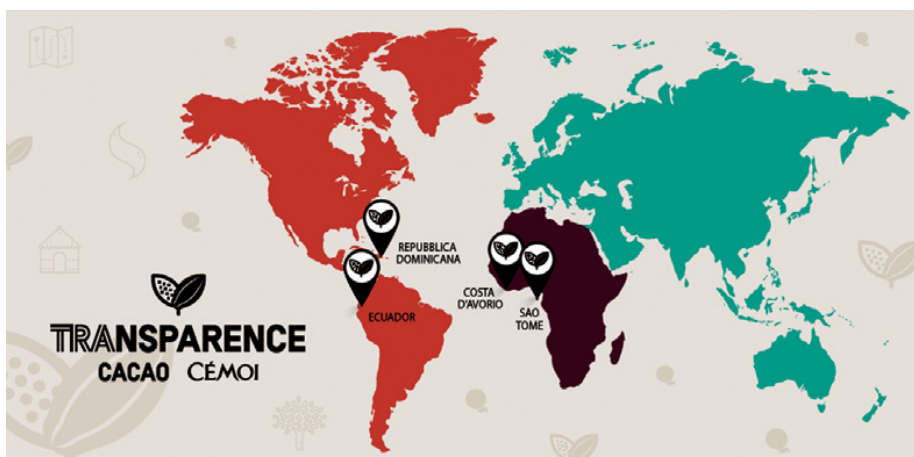 REPUBBLICA
DOMINICANA
ECUADOR
COSTA
D'AVORIO
SAO
TOME
TRANSPARENCE
CACAO CÉMOI